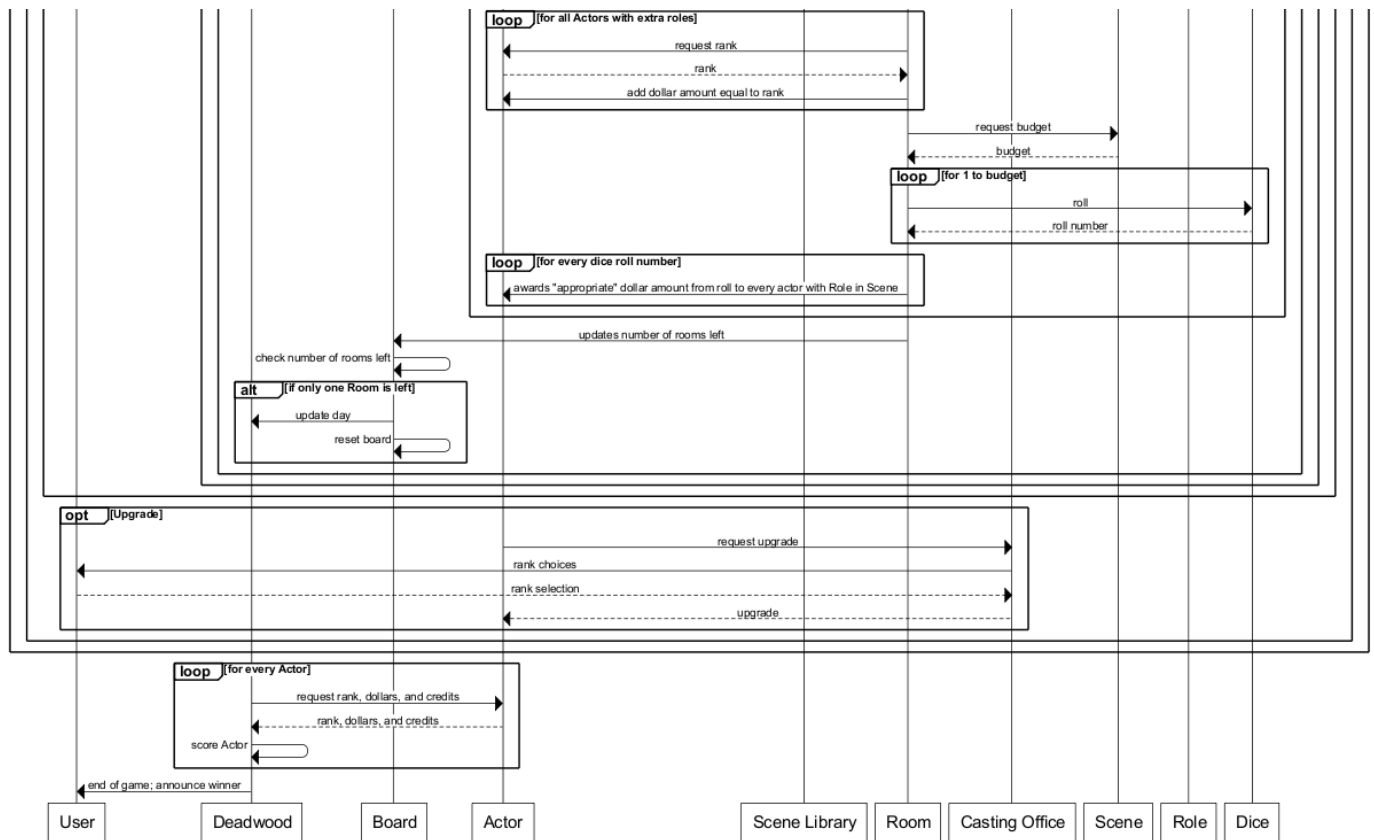 loop [for all Actors with extra roles]
request rank
rank
add dollar amount equal to rank
request budget
budget
loop [for 1 to budget]
roll
roll number
loop [for every dice roll number]
awards "appropriate" dollar amount from roll to every actor with Role in Scene
updates number of rooms left
check number of rooms left
alt [if only one Room is left]
update day
reset board
opt [Upgrade]
request upgrade
rank choices
rank selection
upgrade
loop [for every Actor]
request rank, dollars, and credits
rank, dollars, and credits
score Actor
end of game; announce winner
User Deadwood Board Actor Scene Library Room Casting Office Scene Role Dice